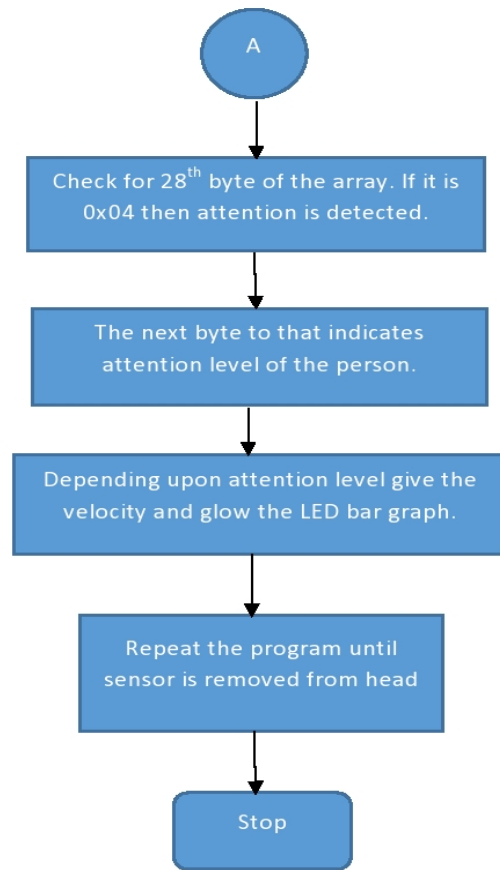 A
Check for 28th byte of the array. If it is
0x04 then attention is detected.
The next byte to that indicates
attention level of the person.
Depending upon attention level give the
velocity and glow the LED bar graph.
Repeat the program until
sensor is removed from head
Stop